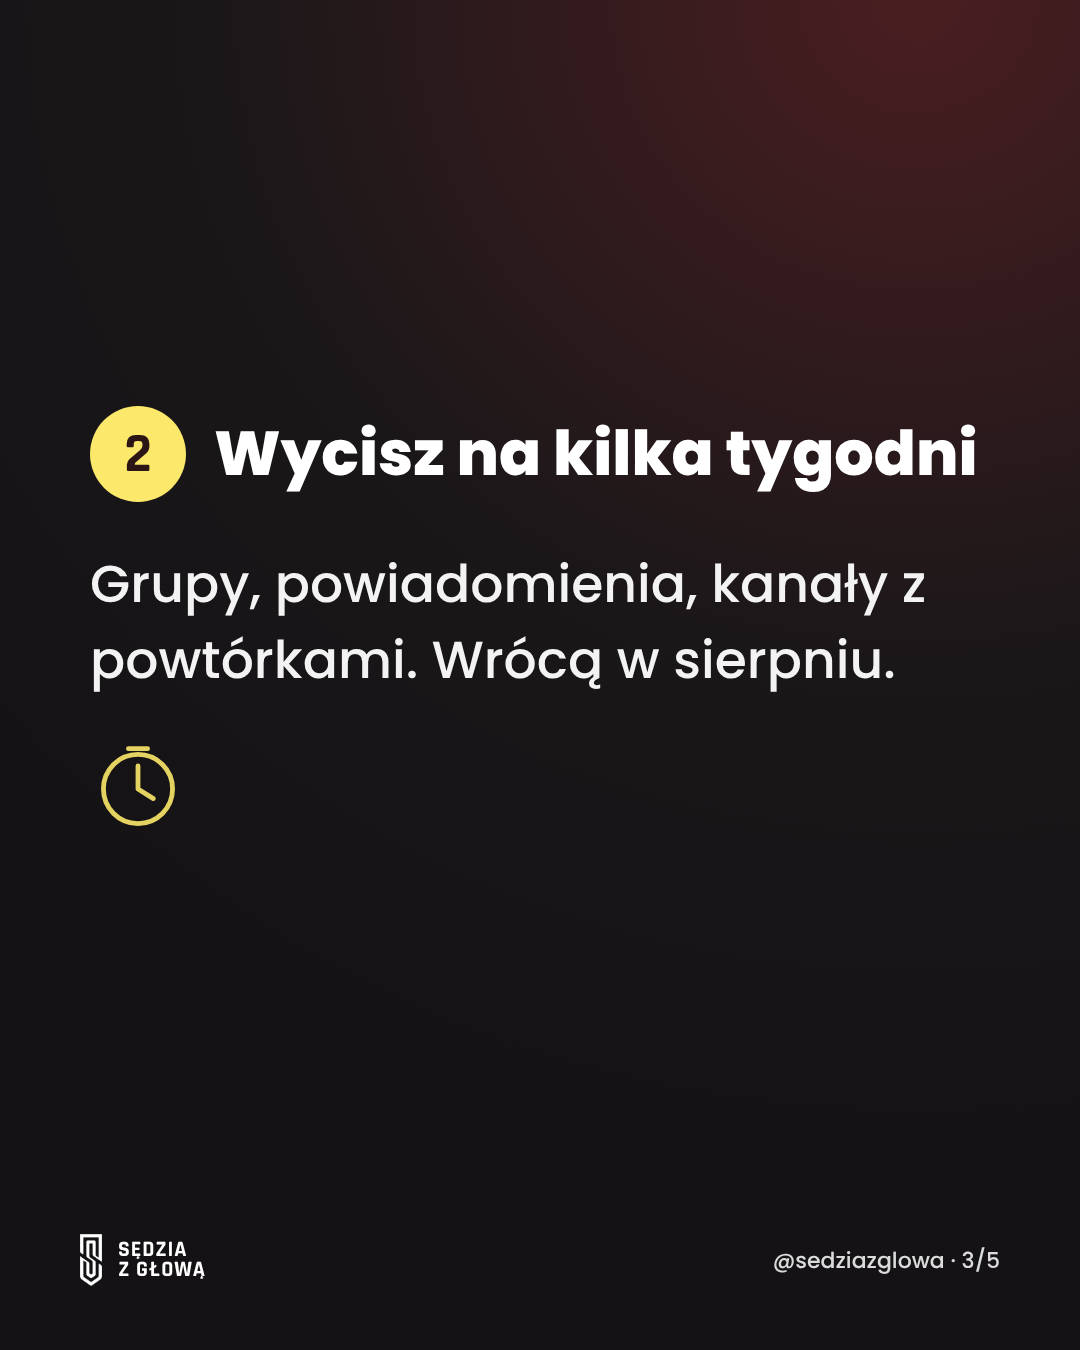 2 Wycisz na kilka tygodni
Grupy, powiadomienia, kanały z
powtórkami. Wrócą w sierpniu.
SĘDZIA
Z GŁOWĄ
@sedziazglowa · 3/5